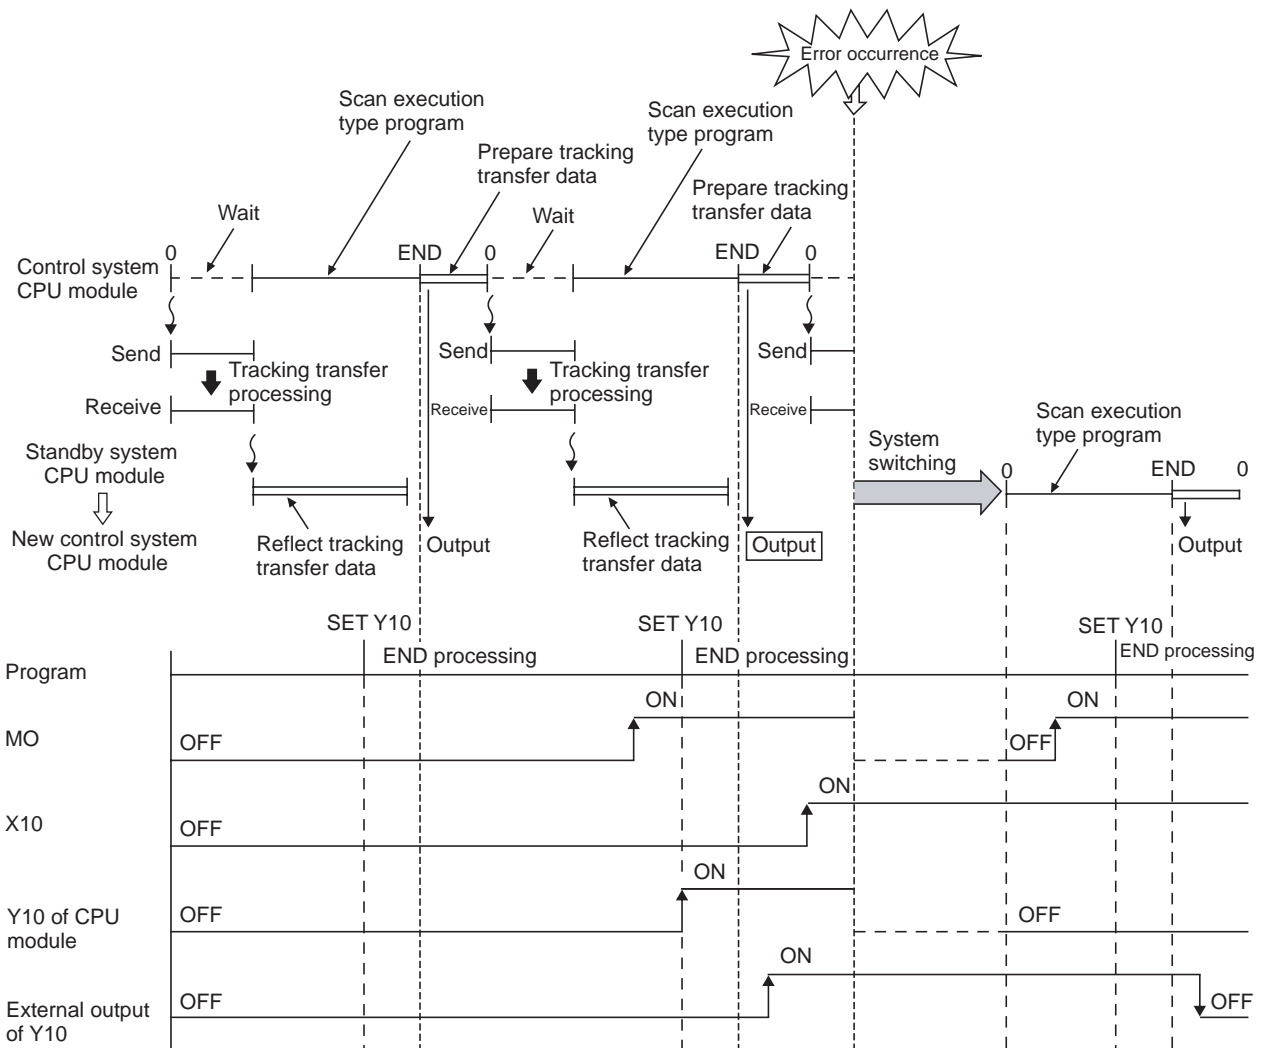 Error occurrence
Scan execution
type program
Scan execution
type program
Prepare tracking
transfer data
Prepare tracking
transfer data
Wait
Wait
0
END
0
END
0
Control system
CPU module
Send
Send
Send
Tracking transfer
processing
Tracking transfer
processing
Receive
Receive
Receive
Scan execution
type program
System
switching
Standby system
CPU module
0
END
0
New control system
CPU module
Reflect tracking
transfer data
Output
Reflect tracking
transfer data
Output
Output
SET Y10
SET Y10
SET Y10
END processing
END processing
END processing
Program
ON
ON
MO
OFF
OFF
ON
X10
OFF
ON
Y10 of CPU
module
OFF
OFF
ON
External output
of Y10
OFF
OFF